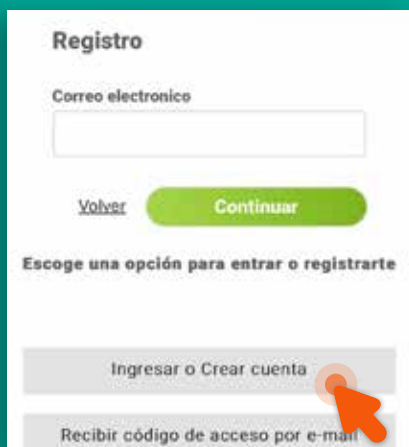 Registro
Correo electronico
Volver
Continuar
Escoge una opción para entrar o registrarte
Ingresar o Crear cuenta
Recibir código de acceso por e-mail